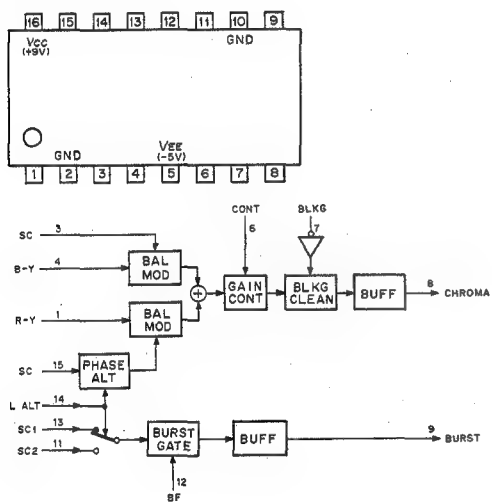 16 15 14 13 12 11 10 9
VCC GND
(+9V)
GND VEE
(-5V)
1 2 3 4 5 6 7 8
CONT BLKG
SC 3 6 7
B-Y 4 BAL
MOD
GAIN
CONT
BLKG
CLEAN
BUFF 8 CHROMA
R-Y 1 BAL
MOD
SC 15 PHASE
ALT
L ALT 14
SC1 13
SC2 11
BURST
GATE
BUFF 9 BURST
12
BF